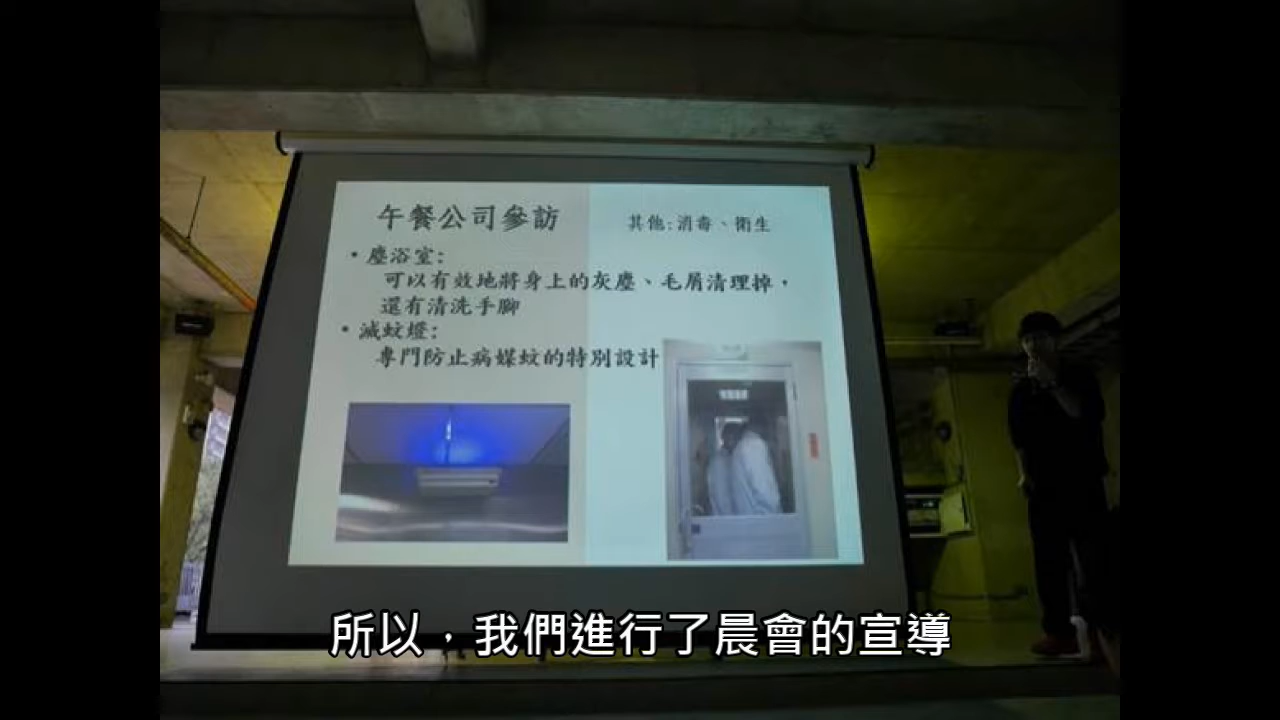 午餐公司參訪
其他:消毒、衛生
•塵浴室:
可以有效地將身上的灰塵、毛屑清理掉，
還有清洗手腳
•滅蚊燈:
專門防止病媒蚊的特別設計
所以，我們進行了晨會的宣導